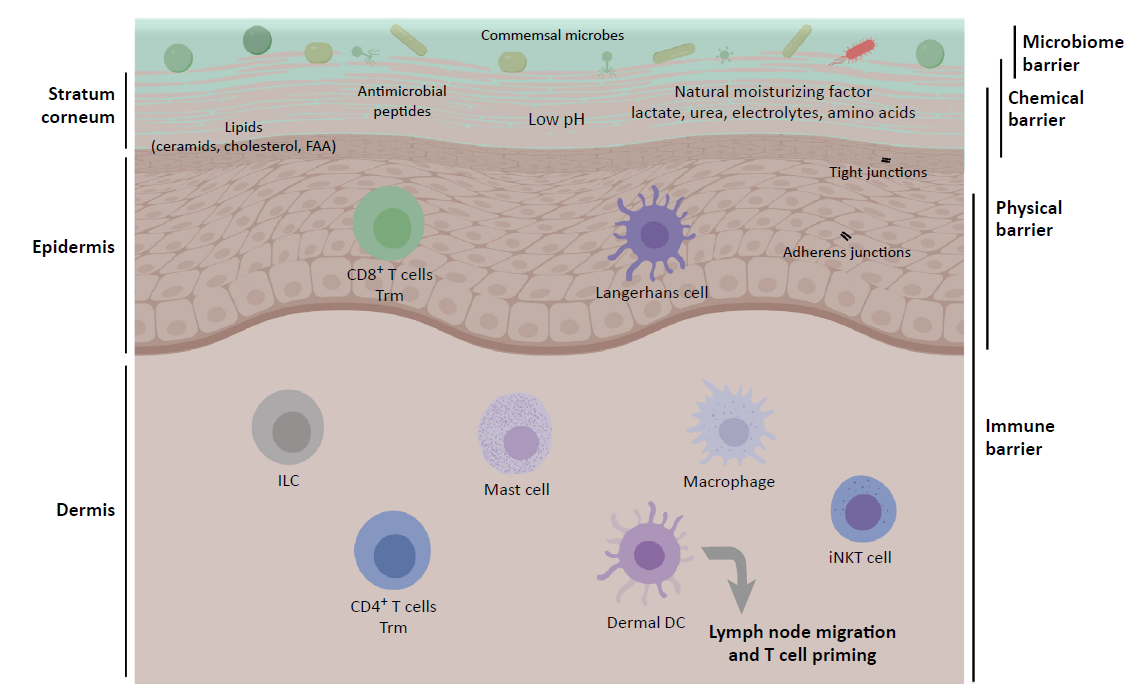 Commemsal microbes
Microbiome
barrier
Stratum
corneum
Antimicrobial
peptides
Natural moisturizing factor
lactate, urea, electrolytes, amino acids
Chemical
barrier
Low pH
Lipids
(ceramids, cholesterol, FAA)
Tight junctions
Physical
barrier
Epidermis
Adherens junctions
CD8+ T cells
Trm
Langerhans cell
Immune
barrier
ILC
Mast cell
Macrophage
Dermis
iNKT cell
CD4+ T cells
Trm
Dermal DC
Lymph node migration
and T cell priming